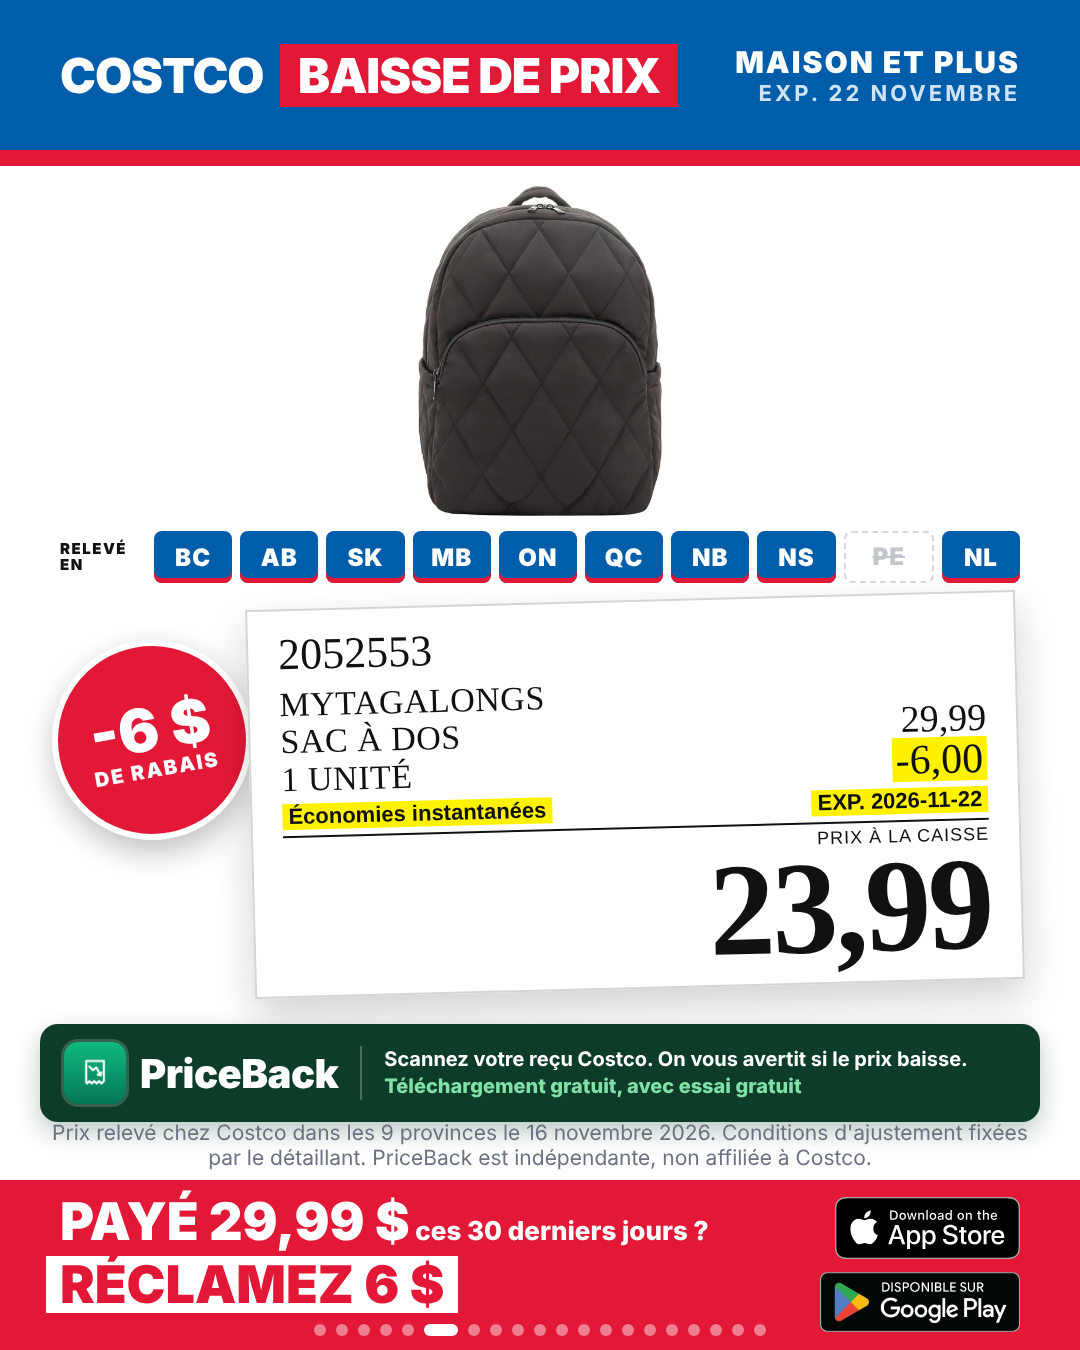 COSTCO BAISSE DE PRIX
MAISON ET PLUS
EXP. 22 NOVEMBRE
RELEVÉ EN
BC AB SK MB ON QC NB NS PE NL
-6 $
DE RABAIS
2052553
MYTAGALONGS
SAC À DOS
1 UNITÉ
Économies instantanées
29,99
-6,00
EXP. 2026-11-22
PRIX À LA CAISSE
23,99
PriceBack
Scannez votre reçu Costco. On vous avertit si le prix baisse.
Téléchargement gratuit, avec essai gratuit
Prix relevé chez Costco dans les 9 provinces le 16 novembre 2026. Conditions d'ajustement fixées
par le détaillant. PriceBack est indépendante, non affiliée à Costco.
PAYÉ 29,99 $ ces 30 derniers jours ?
RÉCLAMEZ 6 $
Download on the
App Store
DISPONIBLE SUR
Google Play